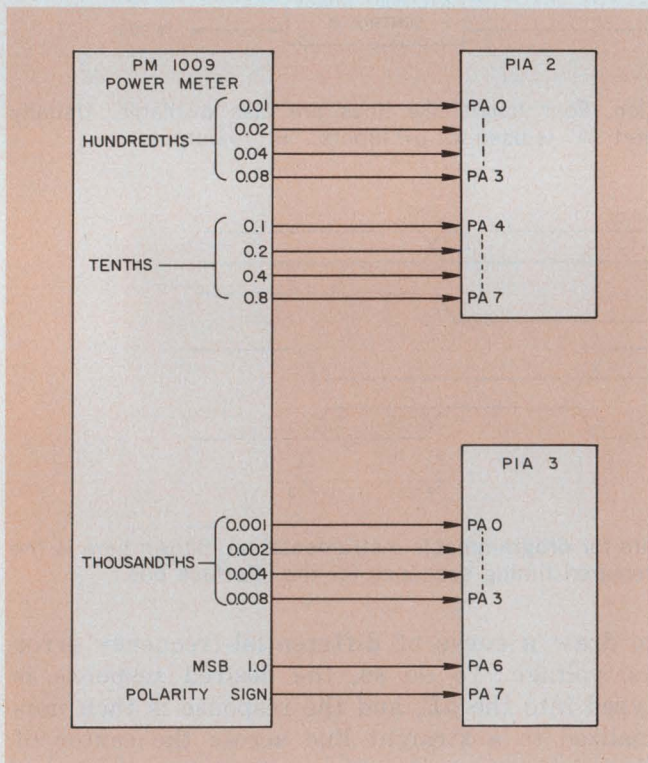 PM 1009
POWER METER
PIA 2
HUNDREDTHS
0.01
0.02
0.04
0.08
PA 0
PA 3
TENTHS
0.1
0.2
0.4
0.8
PA 4
PA 7
PIA 3
THOUSANDTHS
0.001
0.002
0.004
0.008
PA 0
PA 3
MSB 1.0
PA 6
POLARITY SIGN
PA 7